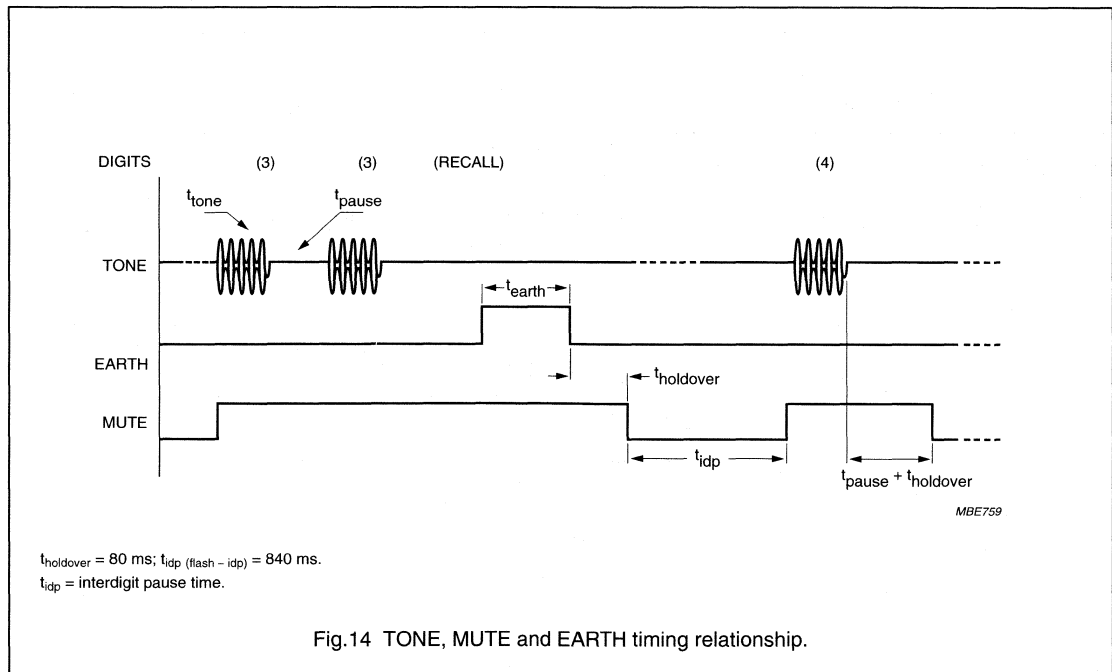 DIGITS (3) (3) (RECALL) (4)
t_tone t_pause
TONE
t_earth
EARTH
t_holdover
MUTE
t_idp
t_pause + t_holdover
MBE759
t_holdover = 80 ms; t_idp (flash – idp) = 840 ms.
t_idp = interdigit pause time.
Fig.14 TONE, MUTE and EARTH timing relationship.